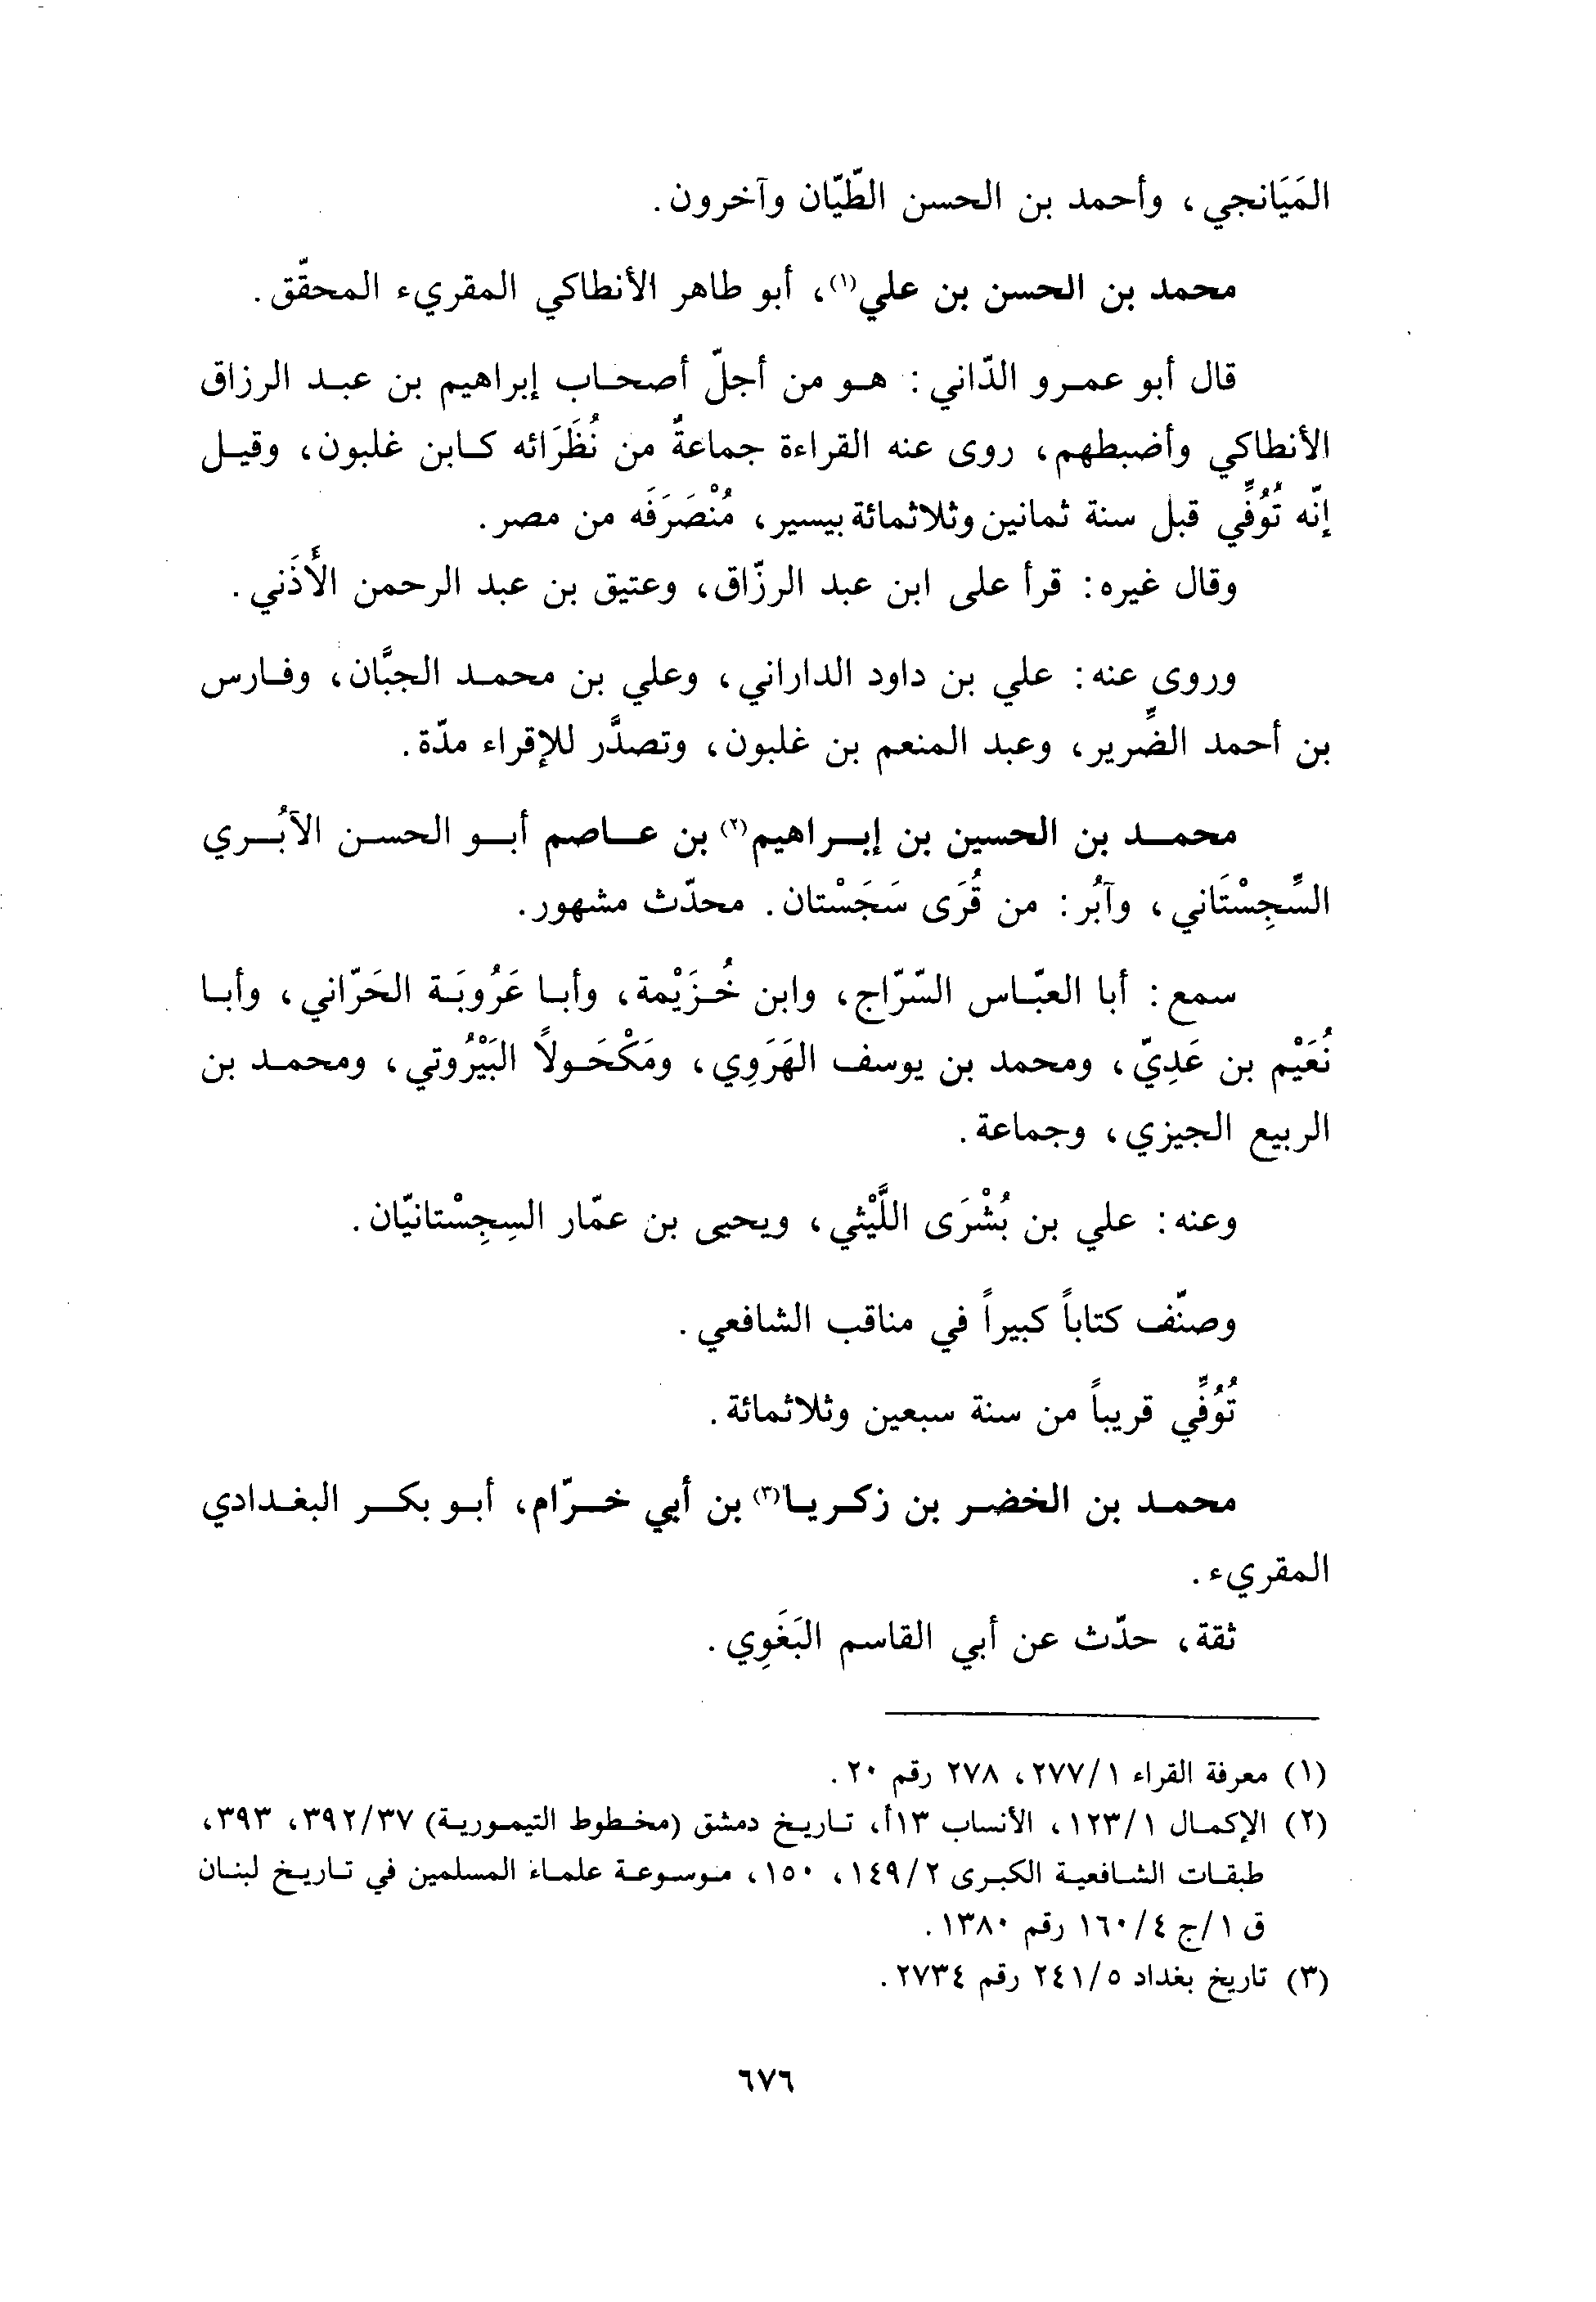 المَيَانجي، وأحمد بن الحسن الطّيّان وآخرون.
محمد بن الحسن بن علي(١)، أبو طاهر الأنطاكي المقريء المحقّق.
قال أبو عمرو الدّاني: هو من أجلّ أصحاب إبراهيم بن عبد الرزاق
الأنطاكي وأضبطهم، روى عنه القراءة جماعةٌ من نُظَرَائه كابن غلبون، وقيل
إنّه تُوُفِّي قبل سنة ثمانين وثلاثمائة بيسير، مُنْصَرَفَه من مصر.
وقال غيره: قرأ على ابن عبد الرزّاق، وعتيق بن عبد الرحمن الأَذَني.
وروى عنه: علي بن داود الداراني، وعلي بن محمد الجبَّان، وفارس
بن أحمد الضَّرير، وعبد المنعم بن غلبون، وتصدَّر للإقراء مدّة.
محمد بن الحسين بن إبراهيم(٢) بن عاصم أبو الحسن الآبُري
السِّجِسْتَاني، وآبُر: من قُرَى سَجَسْتان. محدّث مشهور.
سمع: أبا العبّاس السّرّاج، وابن خُزَيْمة، وأبا عَرُوبَة الحَرّاني، وأبا
نُعَيْم بن عَدِيّ، ومحمد بن يوسف الهَرَوِي، ومَكْحَولاً البَيْرُوتي، ومحمد بن
الربيع الجيزي، وجماعة.
وعنه: علي بن بُشْرَى اللَّيْثي، ويحيى بن عمّار السِجِسْتانيّان.
وصنّف كتاباً كبيراً في مناقب الشافعي.
تُوُفِّي قريباً من سنة سبعين وثلاثمائة.
محمد بن الخضر بن زكريا(٣) بن أبي خرّام، أبو بكر البغدادي
المقريء.
ثقة، حدّث عن أبي القاسم البَغَوِي.
(١) معرفة القراء ٢٧٧/١، ٢٧٨ رقم ٢٠.
(٢) الإكمال ١٢٣/١، الأنساب ١٣أ، تاريخ دمشق (مخطوط التيمورية) ٣٩٢/٣٧، ٣٩٣،
طبقات الشافعية الكبرى ١٤٩/٢، ١٥٠، موسوعة علماء المسلمين في تاريخ لبنان
ق ١/ج ١٦٠/٤ رقم ١٣٨٠.
(٣) تاريخ بغداد ٢٤١/٥ رقم ٢٧٣٤.
٦٧٦